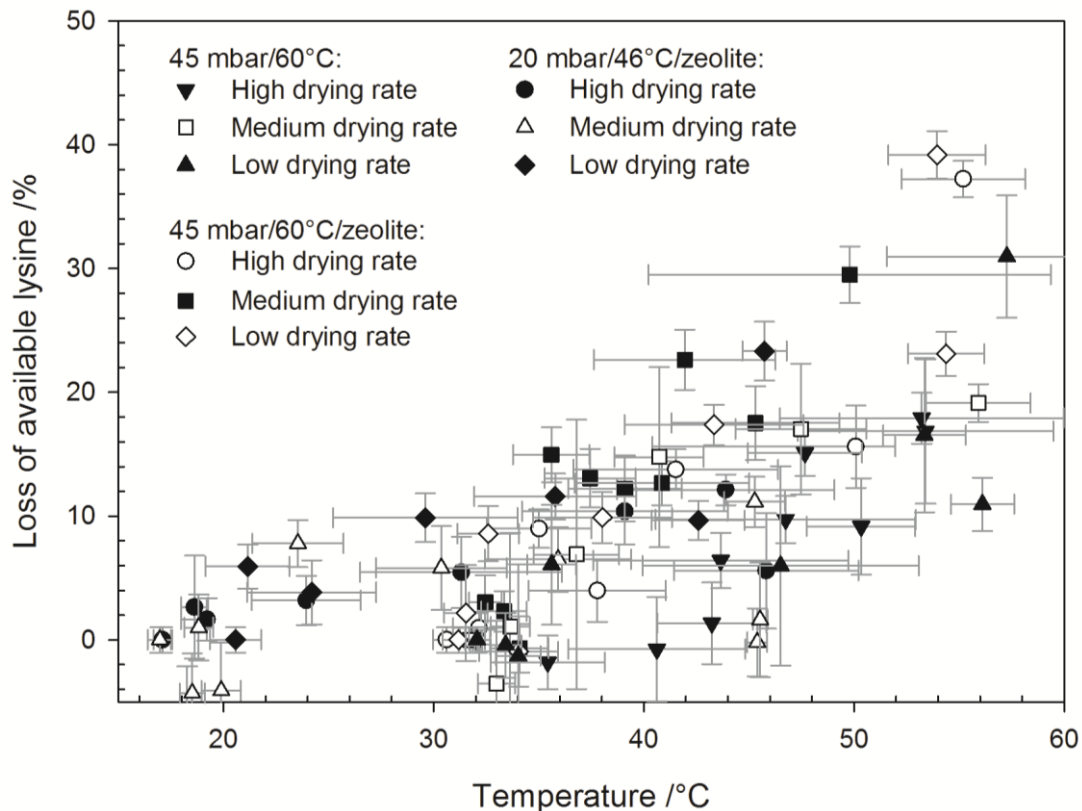 50
40
30
20
10
0
Loss of available lysine /%
45 mbar/60°C:
High drying rate
Medium drying rate
Low drying rate
45 mbar/60°C/zeolite:
High drying rate
Medium drying rate
Low drying rate
20 mbar/46°C/zeolite:
High drying rate
Medium drying rate
Low drying rate
20 30 40 50 60
Temperature /°C